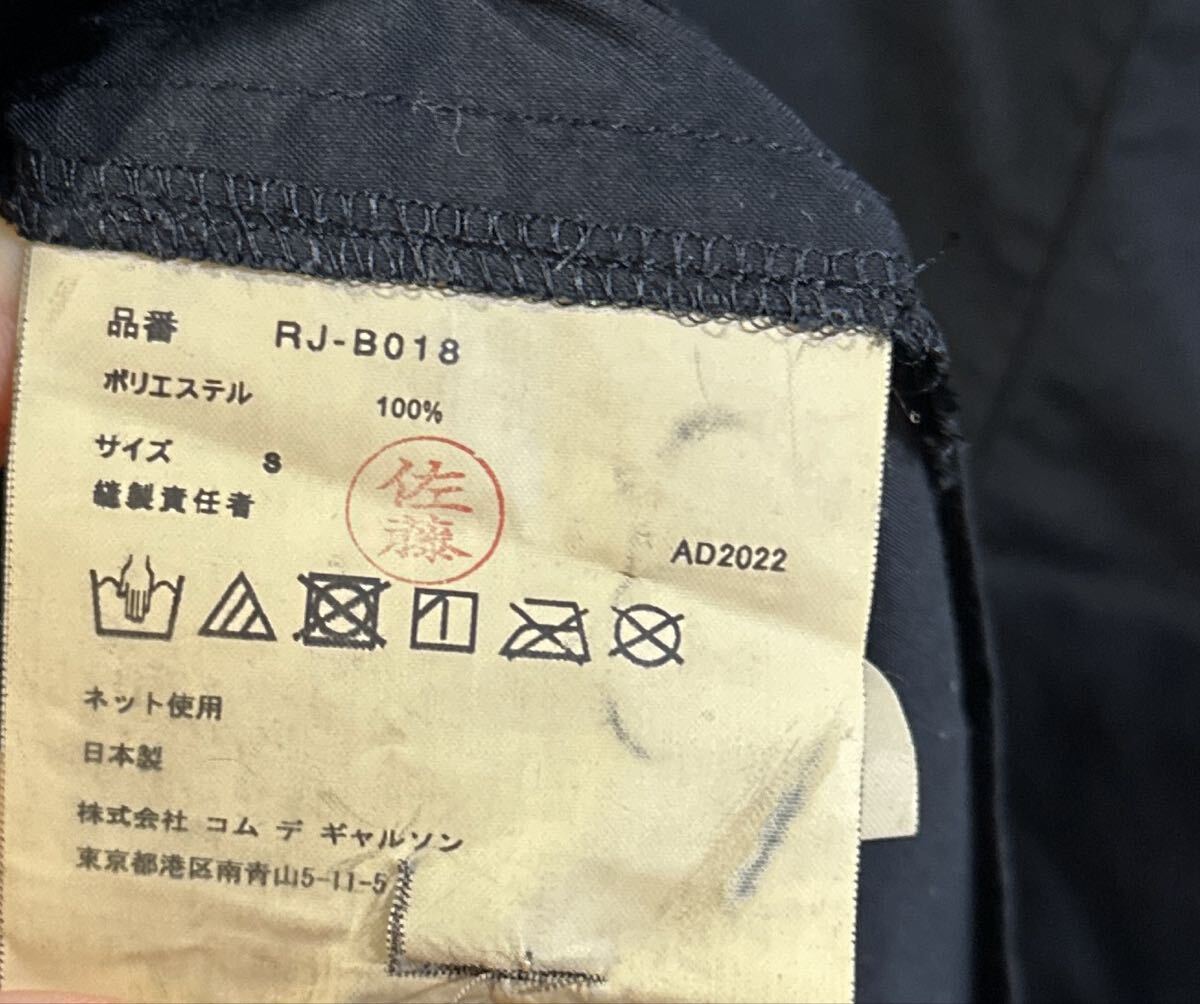 品番 RJ-B018
ポリエステル 100%
サイズ S
縫製責任者
佐藤
AD2022
ネット使用
日本製
株式会社 コム デ ギャルソン
東京都港区南青山5-11-5